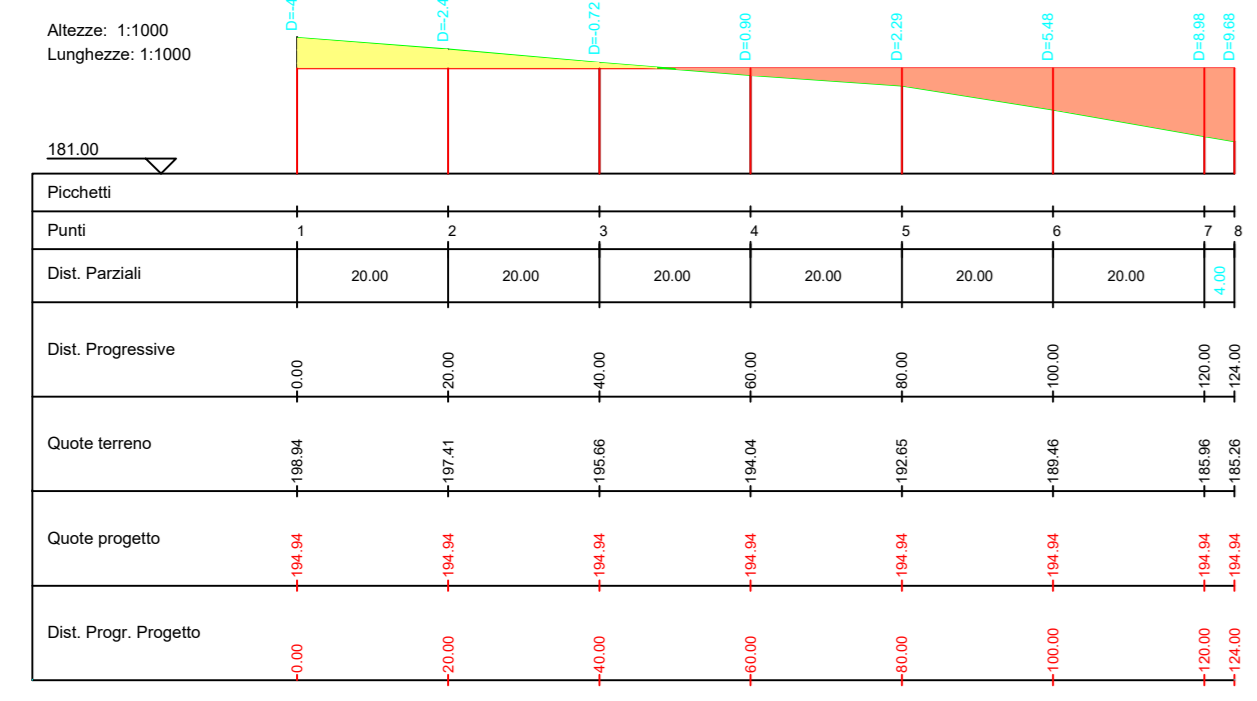 D=-4
D=-2.4
D=-0.72
D=0.90
D=2.29
D=5.48
D=8.98
D=9.68
Altezze: 1:1000
Lunghezze: 1:1000
181.00
Picchetti
Punti 1 2 3 4 5 6 7 8
Dist. Parziali 20.00 20.00 20.00 20.00 20.00 20.00 4.00
Dist. Progressive 0.00 20.00 40.00 60.00 80.00 100.00 120.00 124.00
Quote terreno 198.94 197.41 195.66 194.04 192.65 189.46 185.96 185.26
Quote progetto 194.94 194.94 194.94 194.94 194.94 194.94 194.94 194.94
Dist. Progr. Progetto 0.00 20.00 40.00 60.00 80.00 100.00 120.00 124.00